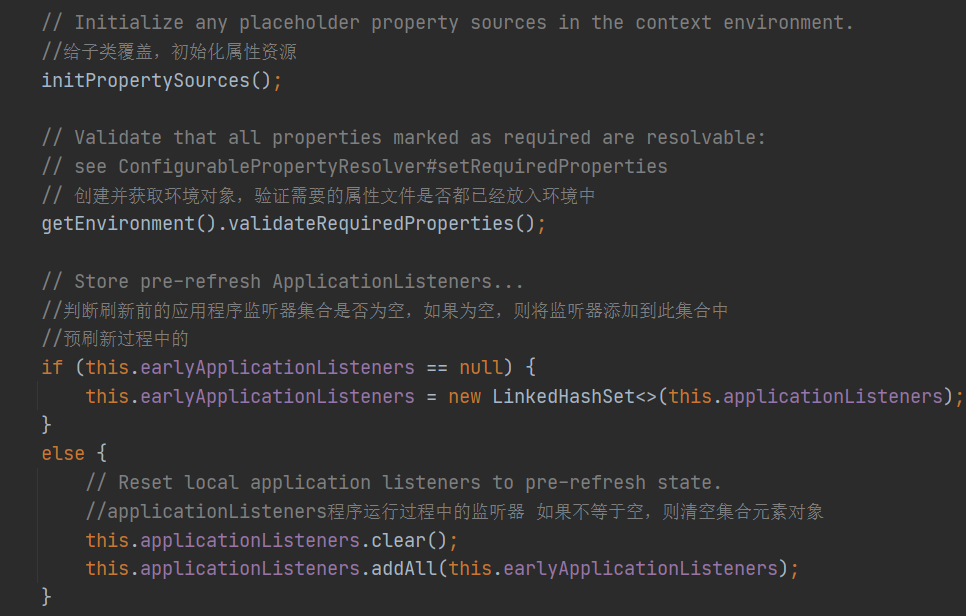 // Initialize any placeholder property sources in the context environment.
//给子类覆盖，初始化属性资源
initPropertySources();
// Validate that all properties marked as required are resolvable:
// see ConfigurablePropertyResolver#setRequiredProperties
// 创建并获取环境对象，验证需要的属性文件是否都已经放入环境中
getEnvironment().validateRequiredProperties();
// Store pre-refresh ApplicationListeners...
//判断刷新前的应用程序监听器集合是否为空，如果为空，则将监听器添加到此集合中
//预刷新过程中的
if (this.earlyApplicationListeners == null) {
this.earlyApplicationListeners = new LinkedHashSet<>(this.applicationListeners);
}
else {
// Reset local application listeners to pre-refresh state.
//applicationListeners程序运行过程中的监听器 如果不等于空，则清空集合元素对象
this.applicationListeners.clear();
this.applicationListeners.addAll(this.earlyApplicationListeners);
}